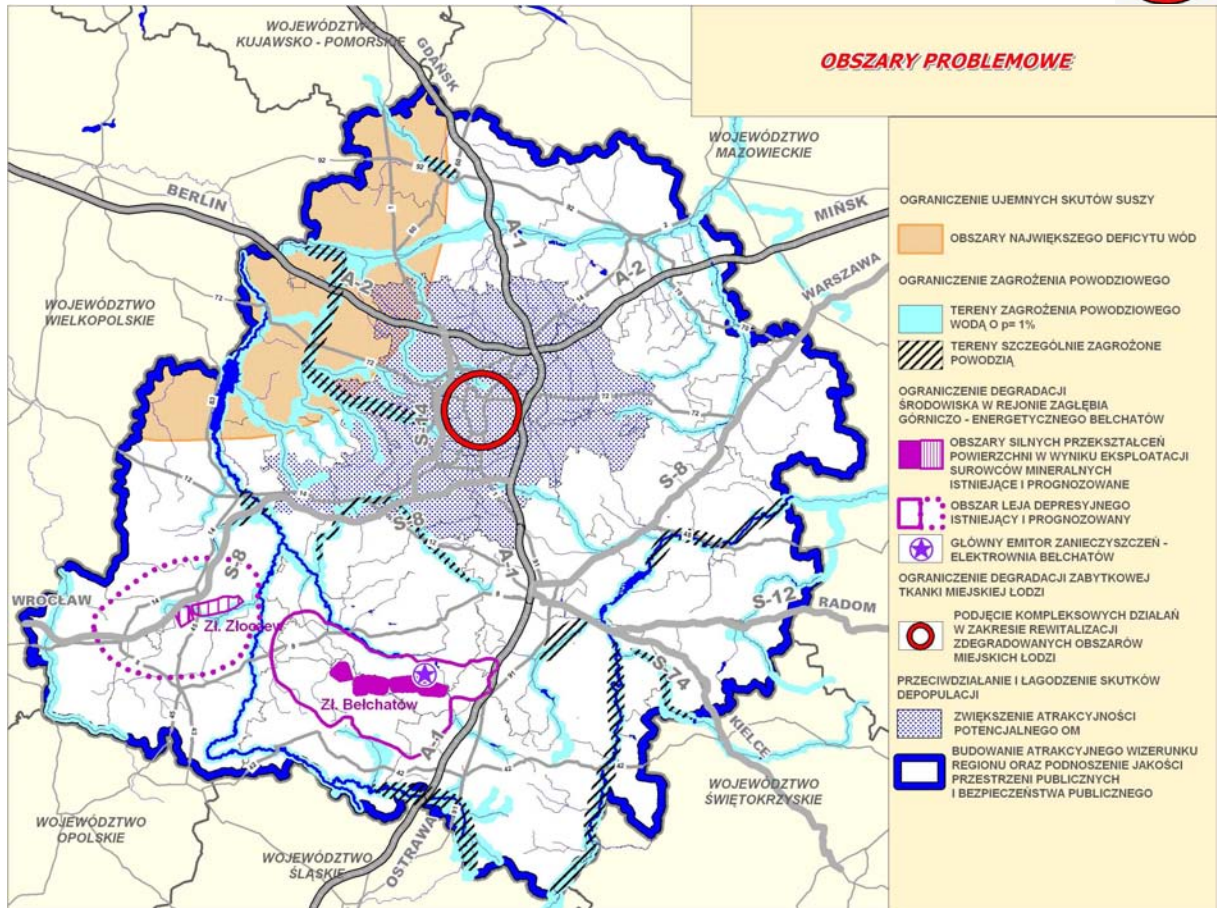 OBSZARY PROBLEMOWE
WOJEWÓDZTWO
KUJAWSKO - POMORSKIE
GDAŃSK
WOJEWÓDZTWO
MAZOWIECKIE
BERLIN
MIŃSK
A-1
A-2
A-2
WARSZAWA
WOJEWÓDZTWO
WIELKOPOLSKIE
S-14
S-8
S-8
A-1
S-8
WROCŁAW
Zł. Złoczew
S-12
RADOM
S-74
Zł. Bełchatów
KIELCE
A-1
WOJEWÓDZTWO
ŚWIĘTOKRZYSKIE
WOJEWÓDZTWO
OPOLSKIE
WOJEWÓDZTWO
ŚLĄSKIE
OSTRAWA
OGRANICZENIE UJEMNYCH SKUTÓW SUSZY
OBSZARY NAJWIĘKSZEGO DEFICYTU WÓD
OGRANICZENIE ZAGROŻENIA POWODZIOWEGO
TERENY ZAGROŻENIA POWODZIOWEGO
WODĄ O p= 1%
TERENY SZCZEGÓLNIE ZAGROŻONE
POWODZIĄ
OGRANICZENIE DEGRADACJI
ŚRODOWISKA W REJONIE ZAGŁĘBIA
GÓRNICZO - ENERGETYCZNEGO BEŁCHATÓW
OBSZARY SILNYCH PRZEKSZTAŁCEŃ
POWIERZCHNI W WYNIKU EKSPLOATACJI
SUROWCÓW MINERALNYCH
ISTNIEJĄCE I PROGNOZOWANE
OBSZAR LEJA DEPRESYJNEGO
ISTNIEJĄCY I PROGNOZOWANY
GŁÓWNY EMITOR ZANIECZYSZCZEŃ -
ELEKTROWNIA BEŁCHATÓW
OGRANICZENIE DEGRADACJI ZABYTKOWEJ
TKANKI MIEJSKIEJ ŁODZI
PODJĘCIE KOMPLEKSOWYCH DZIAŁAŃ
W ZAKRESIE REWITALIZACJI
ZDEGRADOWANYCH OBSZARÓW
MIEJSKICH ŁODZI
PRZECIWDZIAŁANIE I ŁAGODZENIE SKUTKÓW
DEPOPULACJI
ZWIĘKSZENIE ATRAKCYJNOŚCI
POTENCJALNEGO OM
BUDOWANIE ATRAKCYJNEGO WIZERUNKU
REGIONU ORAZ PODNOSZENIE JAKOŚCI
PRZESTRZENI PUBLICZNYCH
I BEZPIECZEŃSTWA PUBLICZNEGO